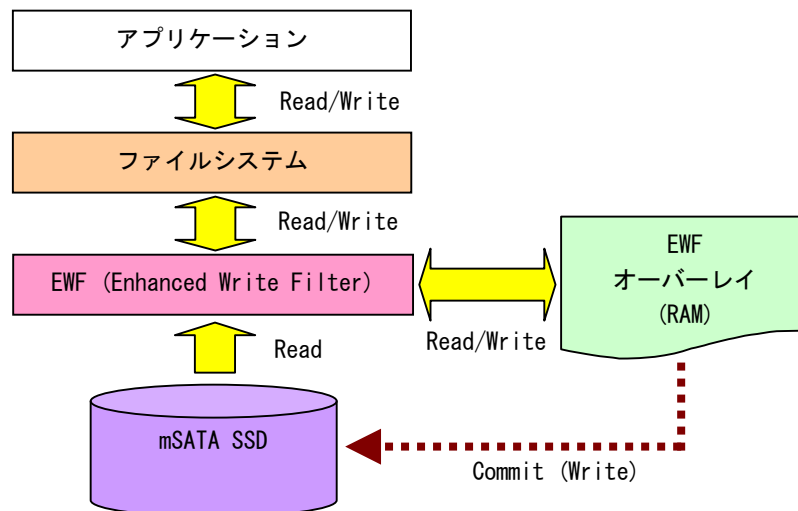 アプリケーション
Read/Write
ファイルシステム
Read/Write
EWF (Enhanced Write Filter)
EWF
オーバーレイ
(RAM)
Read/Write
Read
mSATA SSD
Commit (Write)